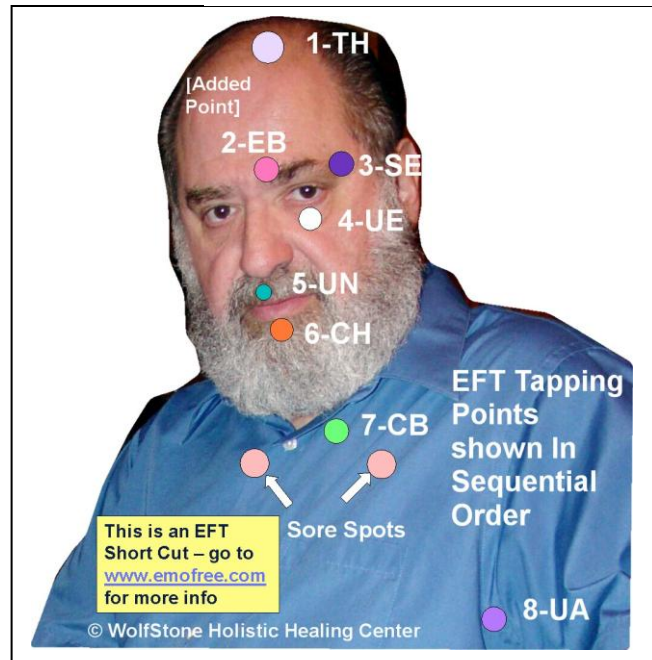 1-TH
[Added
Point]
2-EB
3-SE
4-UE
5-UN
6-CH
EFT Tapping
Points
shown In
Sequential
Order
7-CB
Sore Spots
This is an EFT
Short Cut – go to
www.emofree.com
for more info
8-UA
© WolfStone Holistic Healing Center